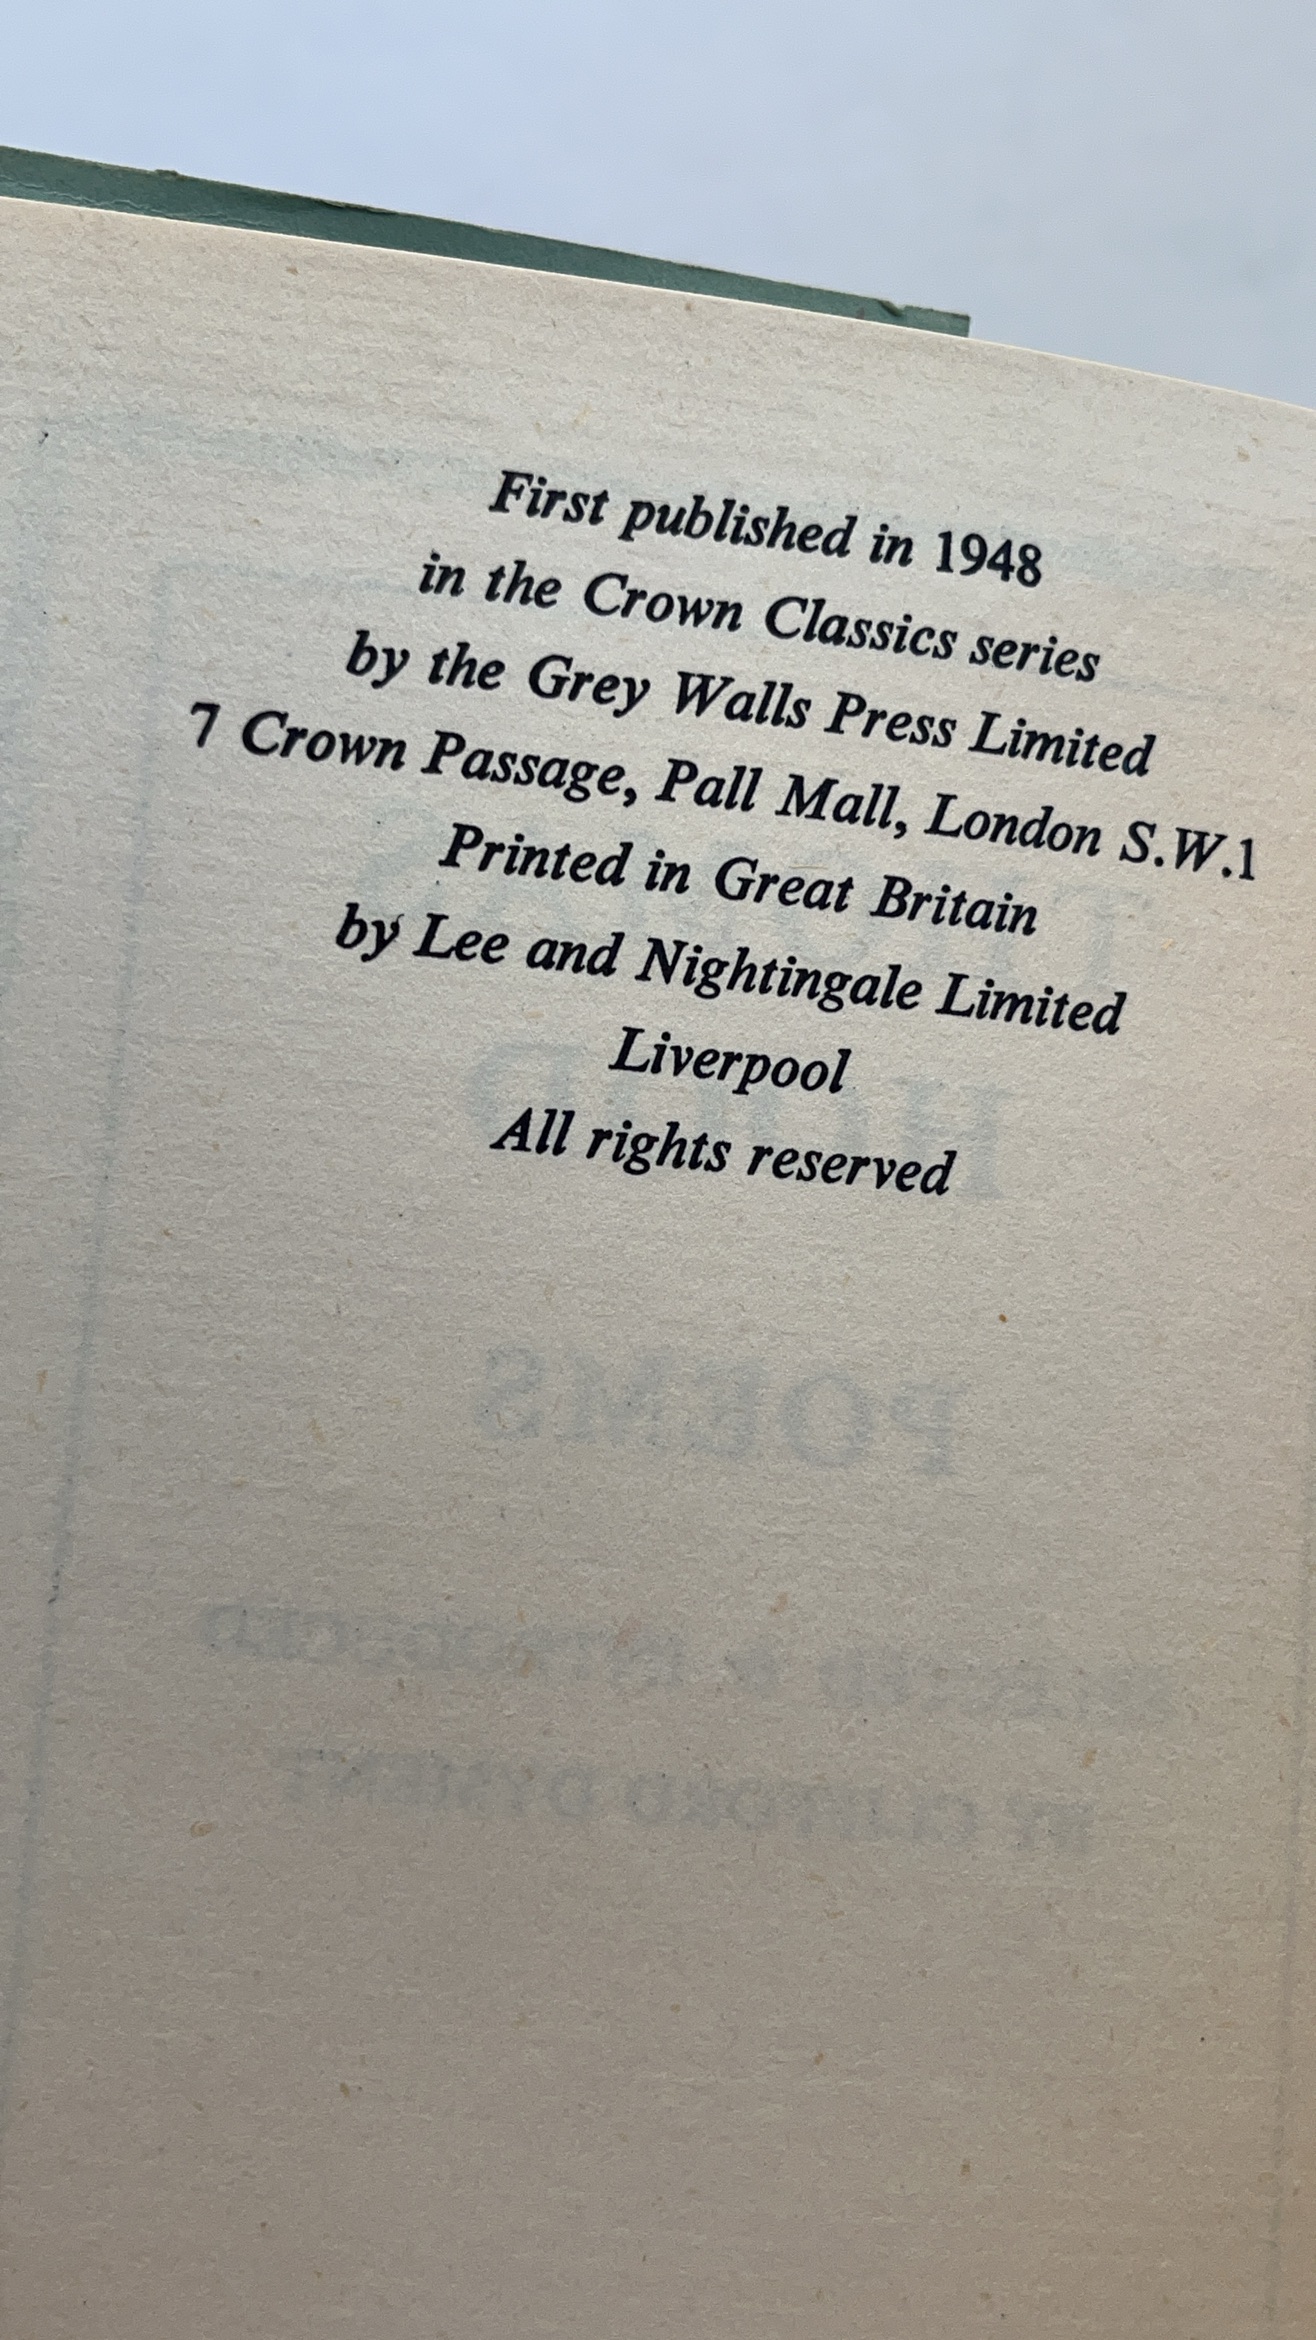 First published in 1948
in the Crown Classics series
by the Grey Walls Press Limited
7 Crown Passage, Pall Mall, London S.W.1
Printed in Great Britain
by Lee and Nightingale Limited
Liverpool
All rights reserved
POEMS